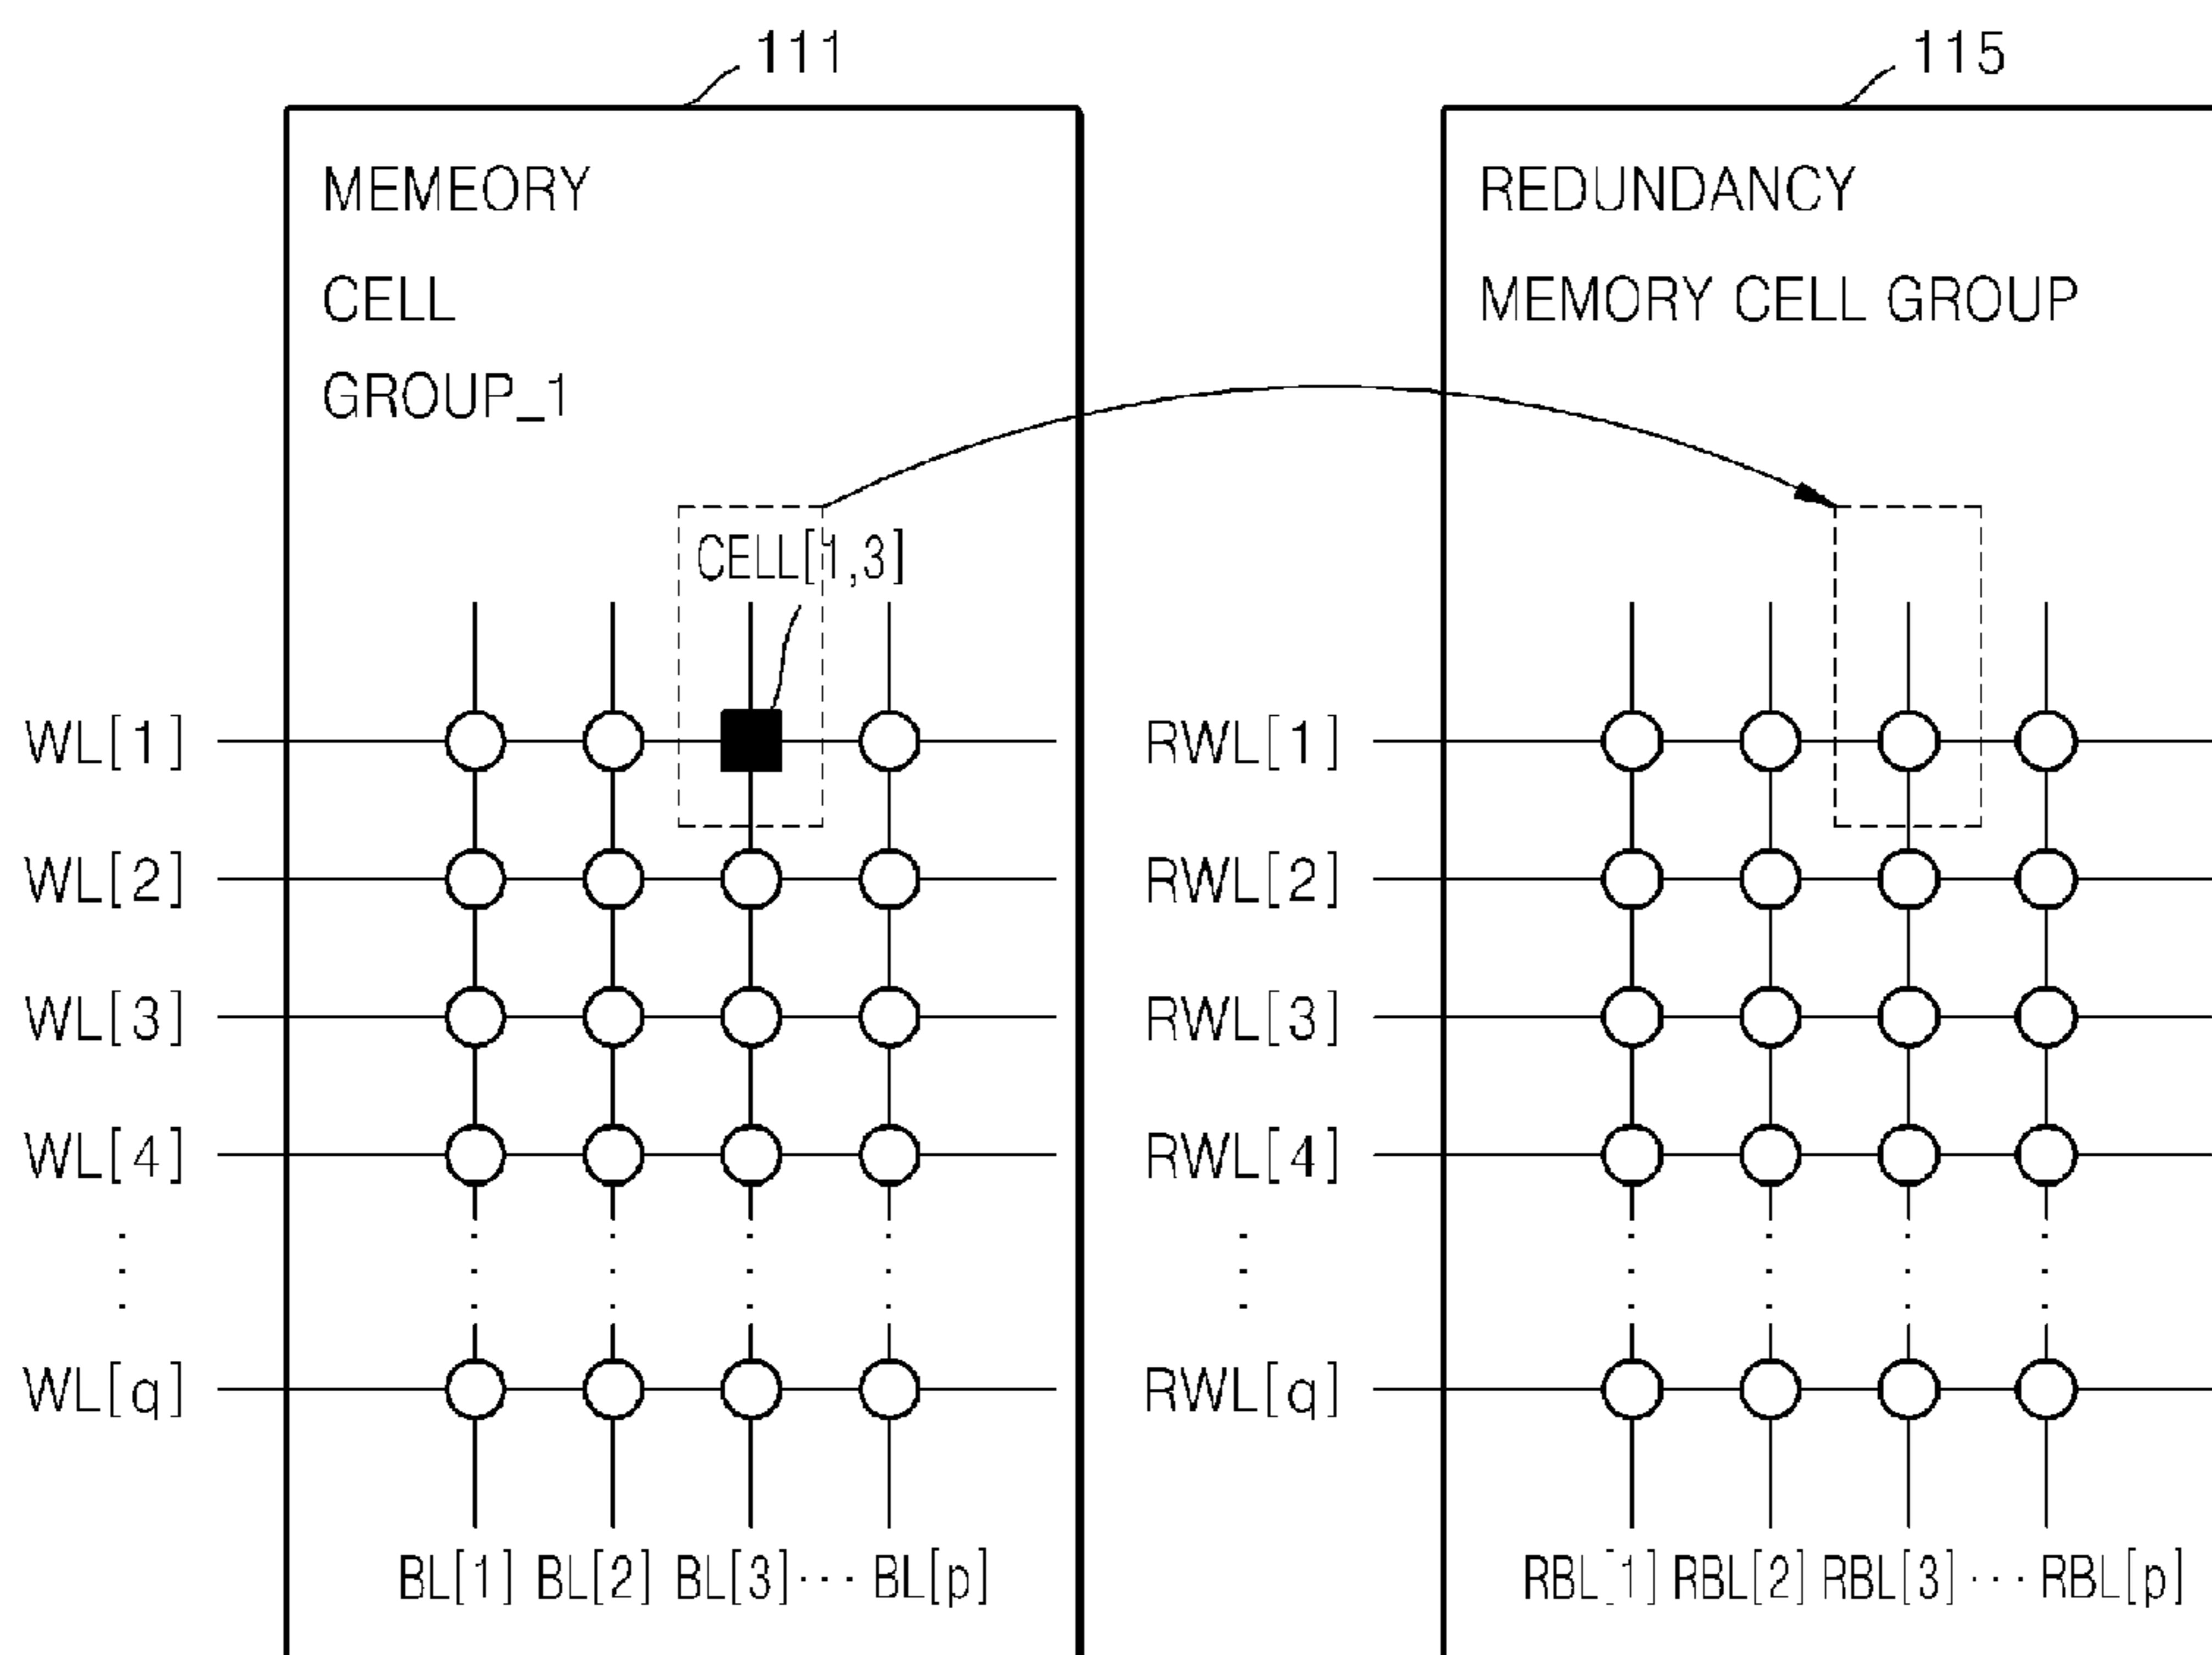 111
115
MEMEORY
CELL
GROUP_1
REDUNDANCY
MEMORY CELL GROUP
CELL[1,3]
WL[1]
WL[2]
WL[3]
WL[4]
WL[q]
RWL[1]
RWL[2]
RWL[3]
RWL[4]
RWL[q]
BL[1] BL[2] BL[3]··· BL[p]
RBL[1] RBL[2] RBL[3]··· RBL[p]